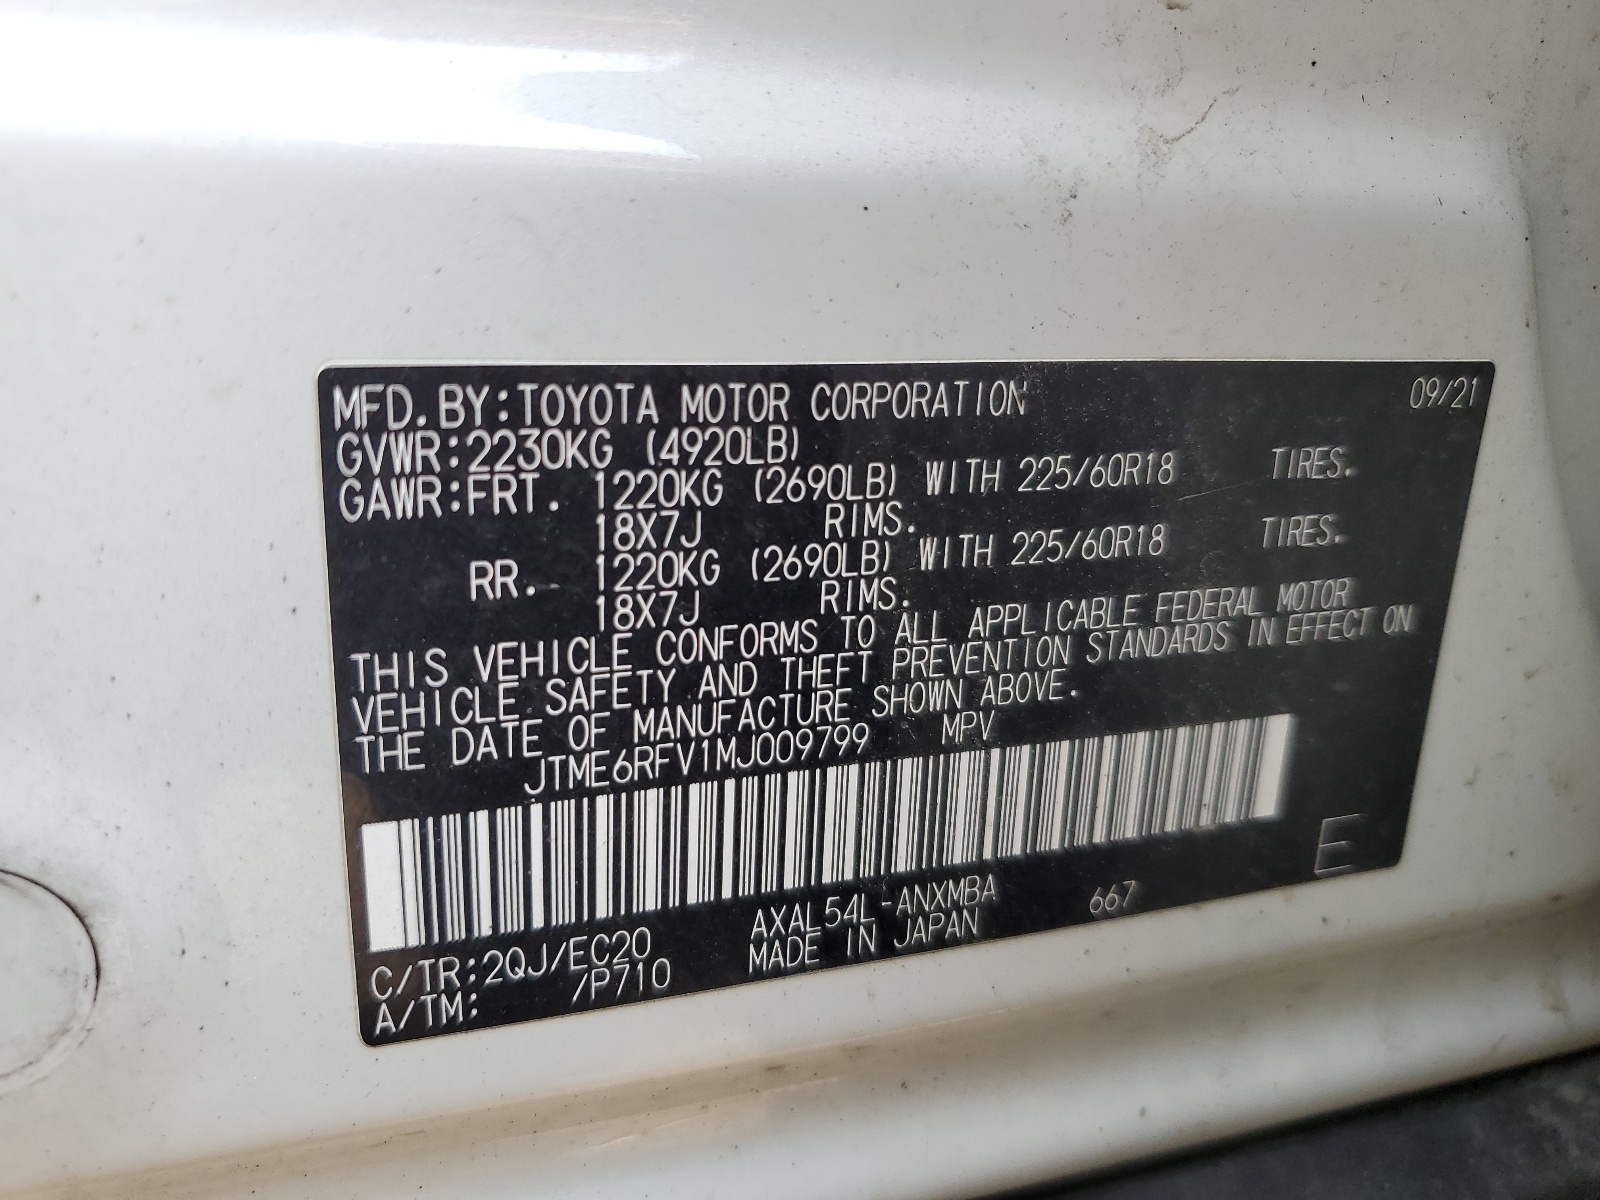 MFD. BY: TOYOTA MOTOR CORPORATION 09/21
GVWR: 2230KG (4920LB)
GAWR: FRT. 1220KG (2690LB) WITH 225/60R18 TIRES.
18X7J RIMS.
RR. 1220KG (2690LB) WITH 225/60R18 TIRES.
18X7J RIMS.
THIS VEHICLE CONFORMS TO ALL APPLICABLE FEDERAL MOTOR
VEHICLE SAFETY AND THEFT PREVENTION STANDARDS IN EFFECT ON
THE DATE OF MANUFACTURE SHOWN ABOVE.
JTME6RFV1MJ009799 MPV
E
C/TR: 2QJ/EC20 AXAL54L-ANXMBA 667
A/TM: /P710 MADE IN JAPAN